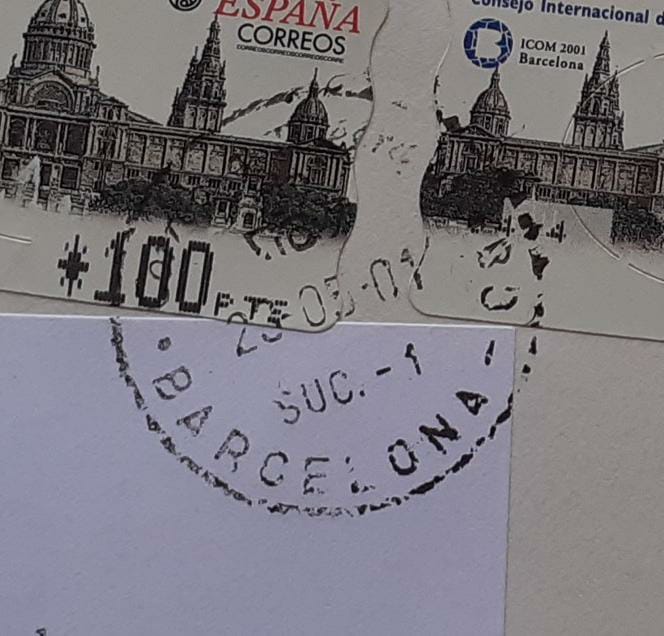 ESPAÑA
CORREOS
Consejo Internacional d
ICOM 2001
Barcelona
*100 PTS
SUC.-1
BARCELONA